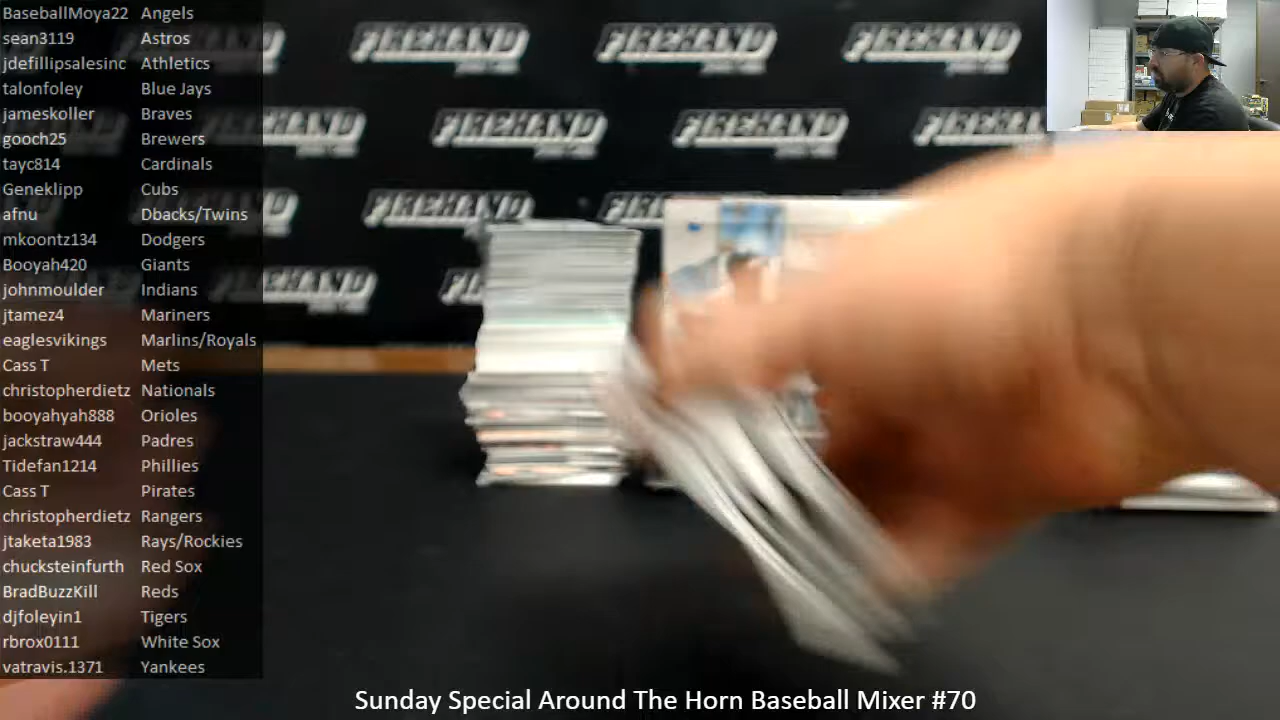 BaseballMoya22 Angels
sean3119 Astros
jdefillipsalesinc Athletics
talonfoley Blue Jays
jameskoller Braves
gooch25 Brewers
tayc814 Cardinals
Geneklipp Cubs
afnu Dbacks/Twins
mkoontz134 Dodgers
Booyah420 Giants
johnmoulder Indians
jtamez4 Mariners
eaglesvikings Marlins/Royals
Cass T Mets
christopherdietz Nationals
booyahyah888 Orioles
jackstraw444 Padres
Tidefan1214 Phillies
Cass T Pirates
christopherdietz Rangers
jtaketa1983 Rays/Rockies
chucksteinfurth Red Sox
BradBuzzKill Reds
djfoleyin1 Tigers
rbrox0111 White Sox
vatravis.1371 Yankees
FIREHAND FIREHAND FIREHAND
FIREHAND FIREHAND FIREHAND
FIREHAND
Sunday Special Around The Horn Baseball Mixer #70